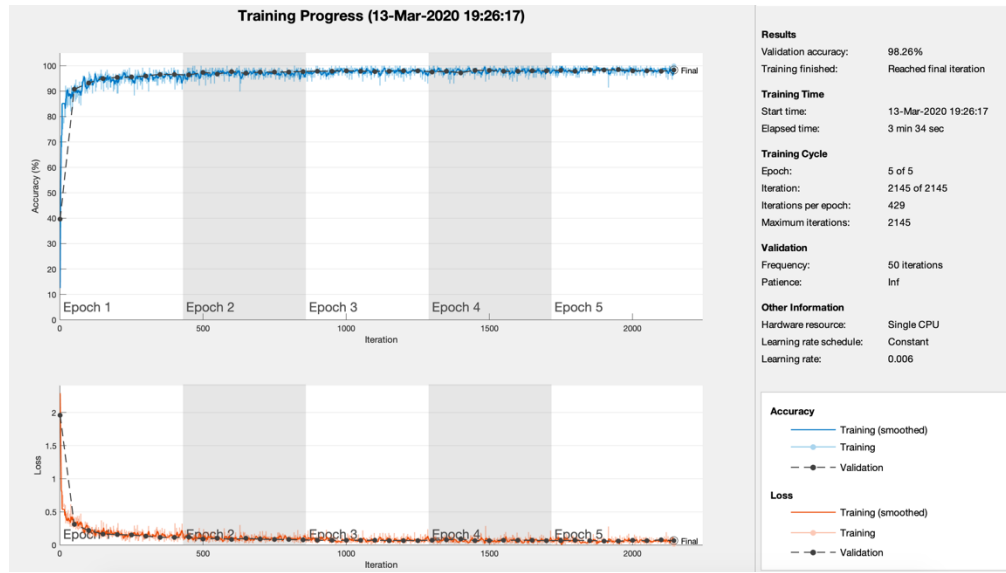 Training Progress (13-Mar-2020 19:26:17)
100
90
80
70
60
50
40
30
20
10
0
Accuracy (%)
Final
Epoch 1
Epoch 2
Epoch 3
Epoch 4
Epoch 5
0
500
1000
1500
2000
Iteration
2
1.5
1
0.5
0
Loss
Final
Epoch 1
Epoch 2
Epoch 3
Epoch 4
Epoch 5
0
500
1000
1500
2000
Iteration
Results
Validation accuracy: 98.26%
Training finished: Reached final iteration
Training Time
Start time: 13-Mar-2020 19:26:17
Elapsed time: 3 min 34 sec
Training Cycle
Epoch: 5 of 5
Iteration: 2145 of 2145
Iterations per epoch: 429
Maximum iterations: 2145
Validation
Frequency: 50 iterations
Patience: Inf
Other Information
Hardware resource: Single CPU
Learning rate schedule: Constant
Learning rate: 0.006
Accuracy
Training (smoothed)
Training
Validation
Loss
Training (smoothed)
Training
Validation